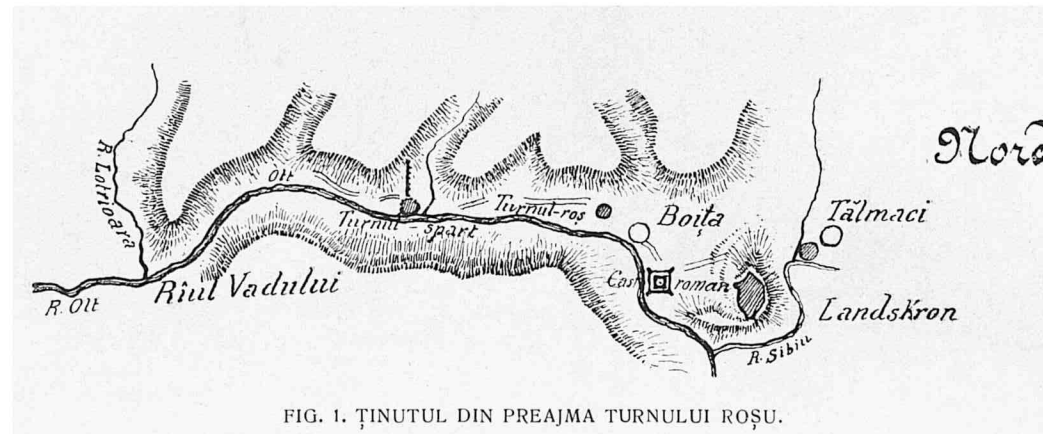 Nord
R. Lotrioara
Olt
Turnul-roș
Boița
Tălmaci
Turnul-spart
Cast roman
R. Olt
Rîul Vadului
Landskron
R. Sibiu
FIG. 1. ȚINUTUL DIN PREAJMA TURNULUI ROȘU.